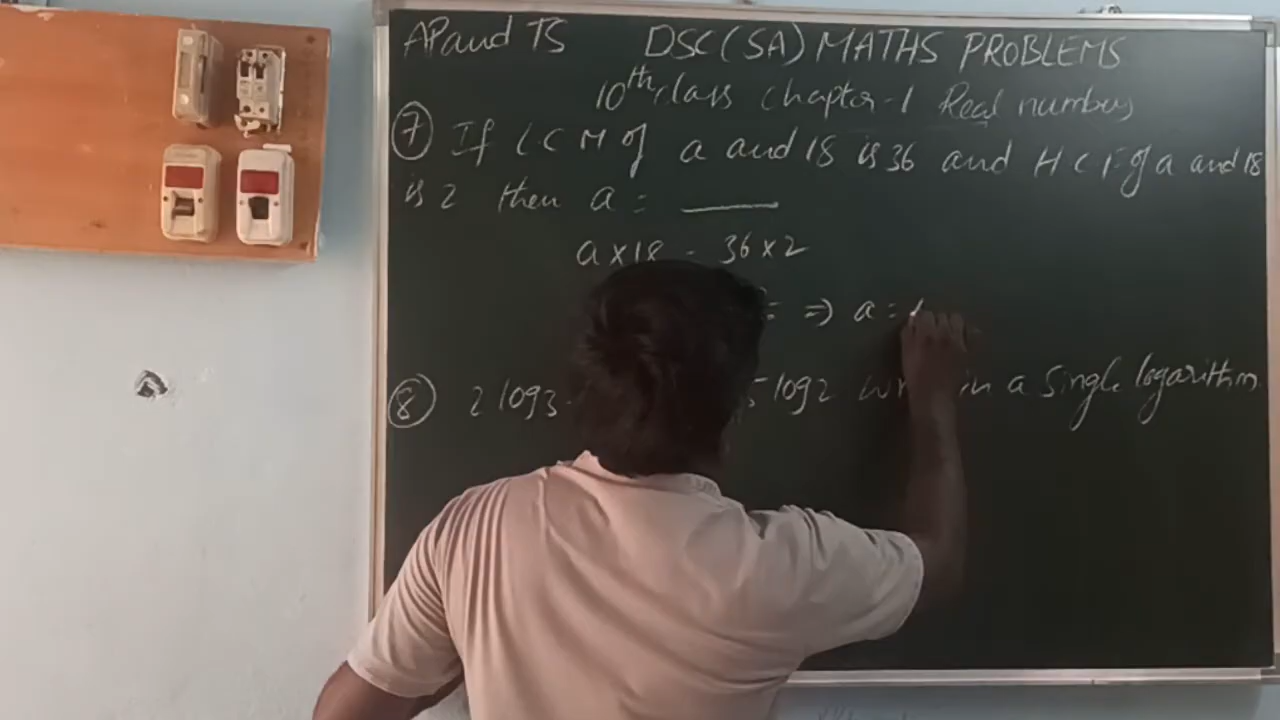 AP and TS DSC (SA) MATHS PROBLEMS
10th class chapter-1 Real numbers
7 If LCM of a and 18 is 36 and HCF of a and 18
is 2 then a = ____
a × 18 = 36 × 2
= ⇒ a =
8 2 log3 5 log2 in a single logarithm